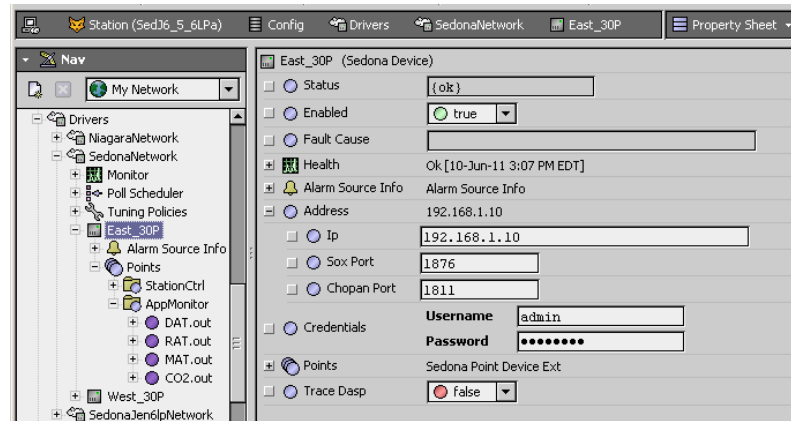 Station (SedJ6_5_6LPa) Config Drivers SedonaNetwork East_30P Property Sheet
Nav
My Network
Drivers
NiagaraNetwork
SedonaNetwork
Monitor
Poll Scheduler
Tuning Policies
East_30P
Alarm Source Info
Points
StationCtrl
AppMonitor
DAT.out
RAT.out
MAT.out
CO2.out
West_30P
SedonaJen6lpNetwork
East_30P (Sedona Device)
Status {ok}
Enabled true
Fault Cause
Health Ok [10-Jun-11 3:07 PM EDT]
Alarm Source Info Alarm Source Info
Address 192.168.1.10
Ip 192.168.1.10
Sox Port 1876
Chopan Port 1811
Credentials
Username admin
Password ●●●●●●●●
Points Sedona Point Device Ext
Trace Dasp false